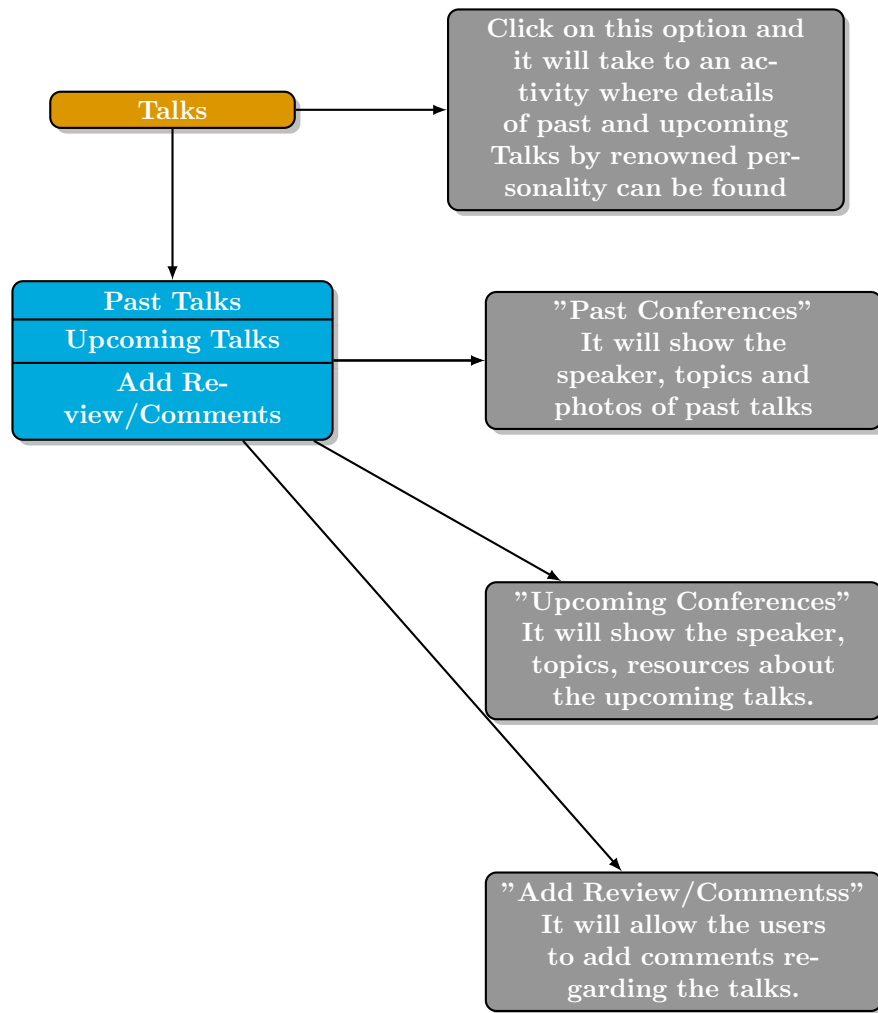 Talks
Click on this option and
it will take to an ac-
tivity where details
of past and upcoming
Talks by renowned per-
sonality can be found
Past Talks
Upcoming Talks
Add Re-
view/Comments
”Past Conferences”
It will show the
speaker, topics and
photos of past talks
”Upcoming Conferences”
It will show the speaker,
topics, resources about
the upcoming talks.
”Add Review/Commentss”
It will allow the users
to add comments re-
garding the talks.